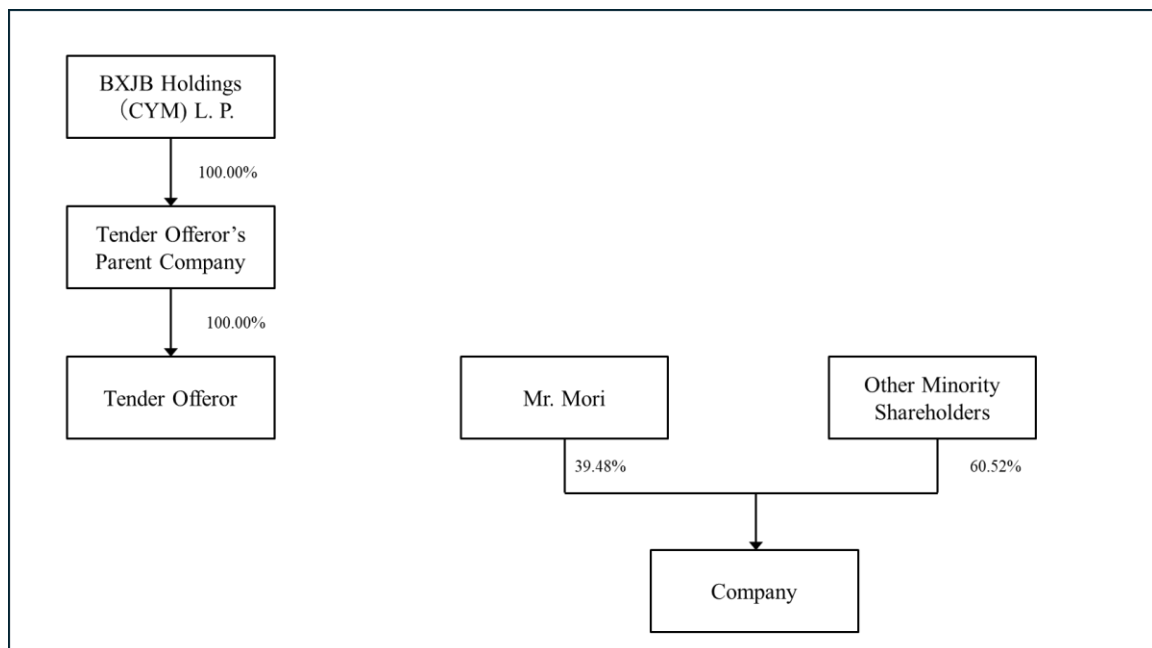 BXJB Holdings
（CYM) L. P.
100.00%
Tender Offeror’s
Parent Company
100.00%
Tender Offeror
Mr. Mori
Other Minority
Shareholders
39.48%
60.52%
Company